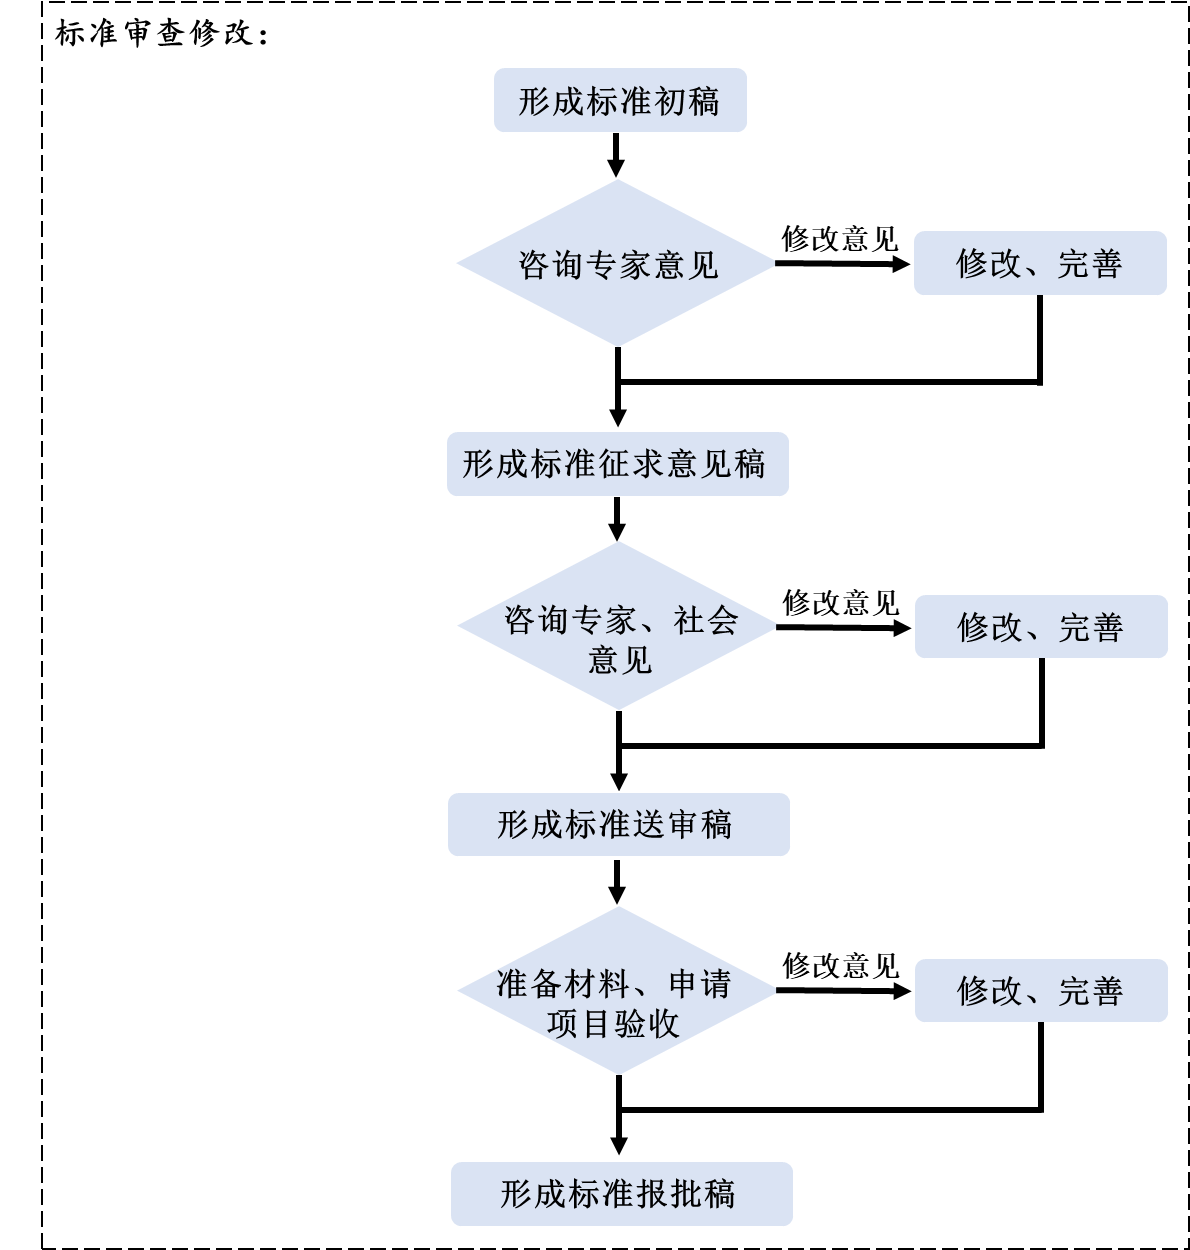 标准审查修改：
形成标准初稿
咨询专家意见
修改意见
修改、完善
形成标准征求意见稿
咨询专家、社会
意见
修改意见
修改、完善
形成标准送审稿
准备材料、申请
项目验收
修改意见
修改、完善
形成标准报批稿